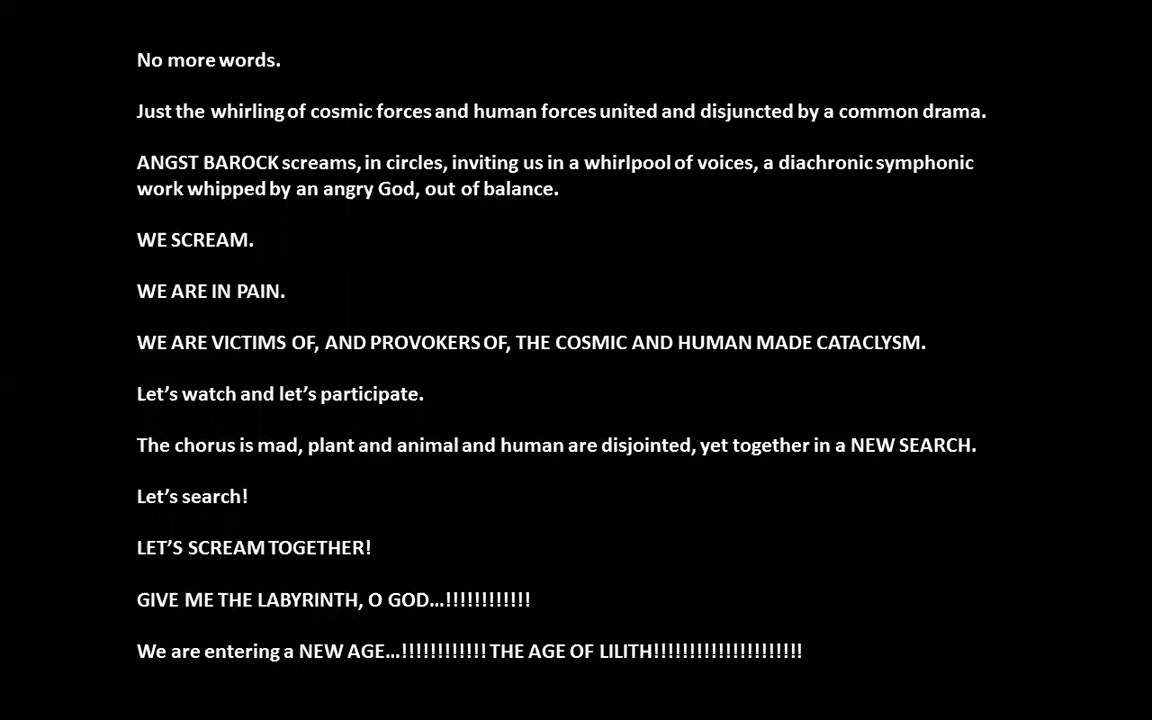 No more words.
Just the whirling of cosmic forces and human forces united and disjuncted by a common drama.
ANGST BAROCK screams, in circles, inviting us in a whirlpool of voices, a diachronic symphonic
work whipped by an angry God, out of balance.
WE SCREAM.
WE ARE IN PAIN.
WE ARE VICTIMS OF, AND PROVOKERS OF, THE COSMIC AND HUMAN MADE CATACLYSM.
Let’s watch and let’s participate.
The chorus is mad, plant and animal and human are disjointed, yet together in a NEW SEARCH.
Let’s search!
LET’S SCREAM TOGETHER!
GIVE ME THE LABYRINTH, O GOD…!!!!!!!!!!!!
We are entering a NEW AGE…!!!!!!!!!!!! THE AGE OF LILITH!!!!!!!!!!!!!!!!!!!!!